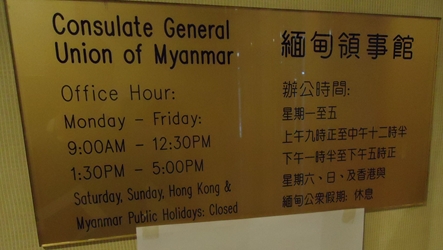 Consulate General
Union of Myanmar
Office Hour:
Monday - Friday:
9:00AM - 12:30PM
1:30PM - 5:00PM
Saturday, Sunday, Hong Kong &
Myanmar Public Holidays: Closed
緬甸領事館
辦公時間:
星期一至五
上午九時正至中午十二時半
下午一時半至下午五時正
星期六、日、及香港與
緬甸公衆假期: 休息